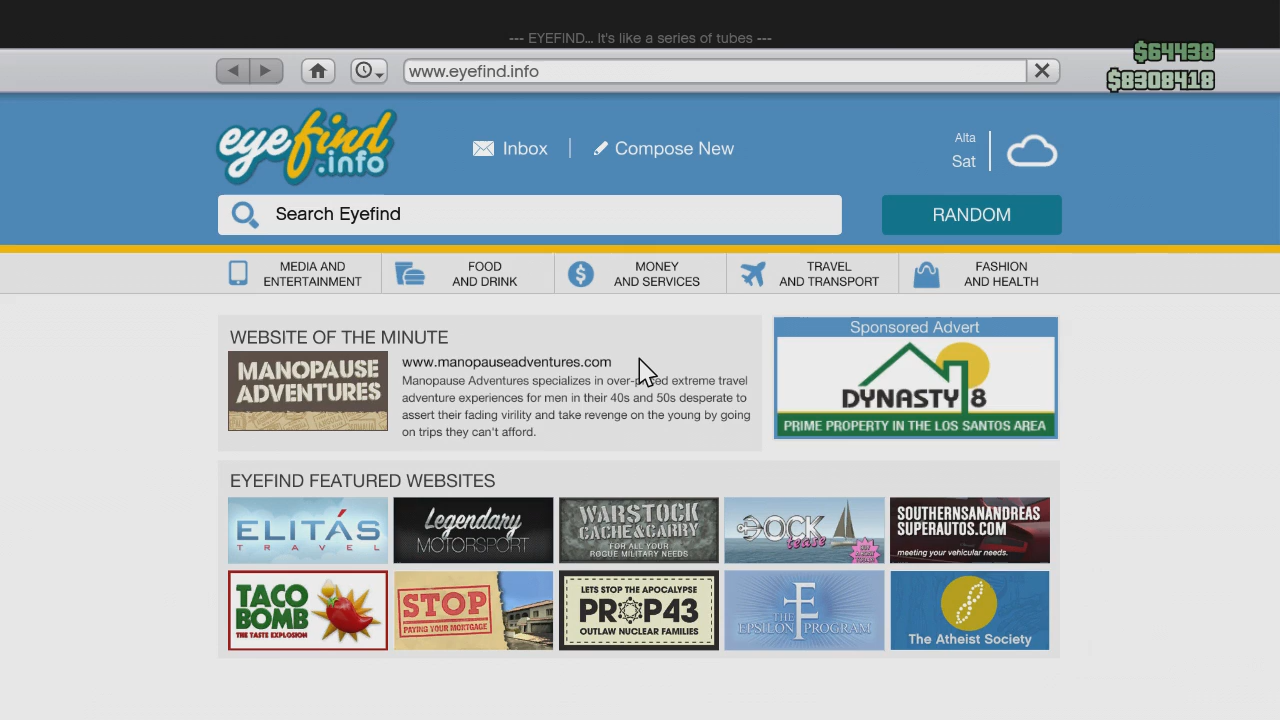 --- EYEFIND... It's like a series of tubes ---
$64438
www.eyefind.info
$8308418
eyefind
.info
Inbox
Compose New
Alta
Sat
Search Eyefind
RANDOM
MEDIA AND
ENTERTAINMENT
FOOD
AND DRINK
MONEY
AND SERVICES
TRAVEL
AND TRANSPORT
FASHION
AND HEALTH
WEBSITE OF THE MINUTE
MANOPAUSE
ADVENTURES
www.manopauseadventures.com
Manopause Adventures specializes in over-priced extreme travel
adventure experiences for men in their 40s and 50s desperate to
assert their fading virility and take revenge on the young by going
on trips they can't afford.
Sponsored Advert
DYNASTY 8
PRIME PROPERTY IN THE LOS SANTOS AREA
EYEFIND FEATURED WEBSITES
ELITÁS
TRAVEL
Legendary
MOTORSPORT
WARSTOCK
CACHE&CARRY
FOR ALL YOUR
ROGUE MILITARY NEEDS
DOCK
tease
SOUTHERNSANANDREAS
SUPERAUTOS.COM
meeting your vehicular needs.
TACO
BOMB
THE TASTE EXPLOSION
STOP
PAYING YOUR MORTGAGE
LETS STOP THE APOCALYPSE
PROP43
OUTLAW NUCLEAR FAMILIES
THE
EPSILON PROGRAM
The Atheist Society